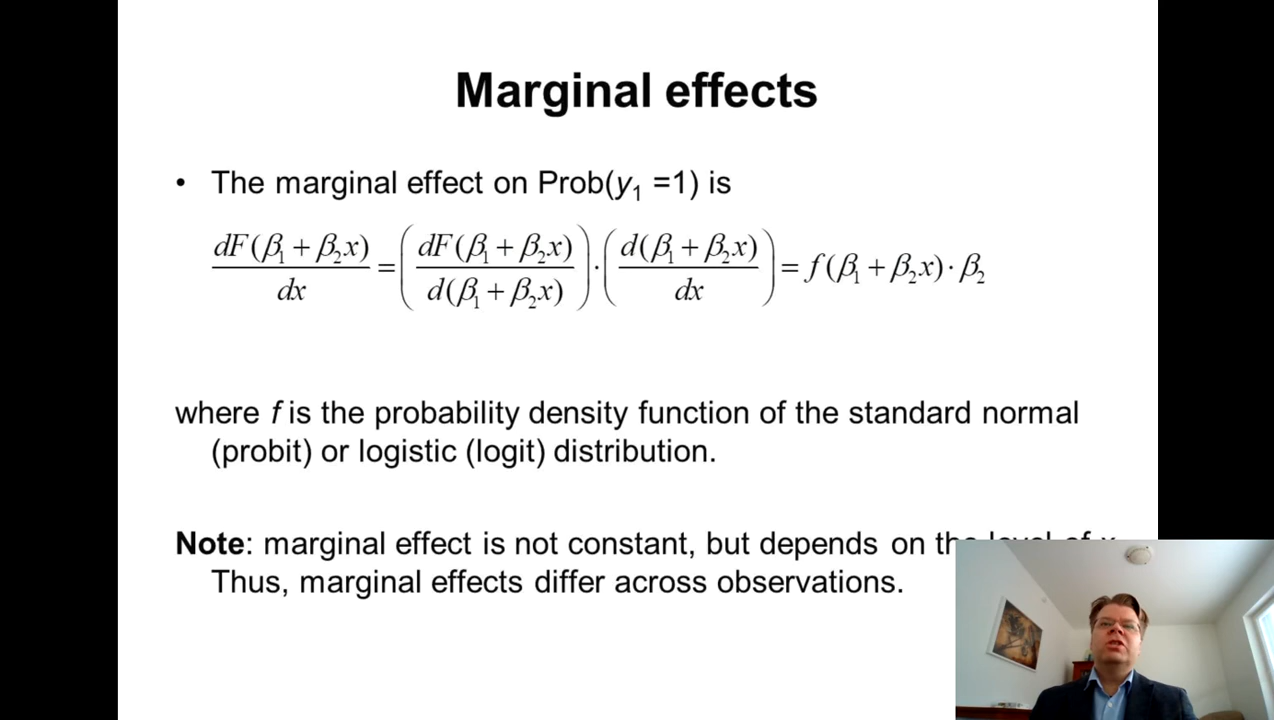 Marginal effects
• The marginal effect on Prob(y₁ =1) is
dF(β₁ + β₂x)/dx = (dF(β₁ + β₂x)/d(β₁ + β₂x)) · (d(β₁ + β₂x)/dx) = f(β₁ + β₂x) · β₂
where f is the probability density function of the standard normal
(probit) or logistic (logit) distribution.
Note: marginal effect is not constant, but depends on
Thus, marginal effects differ across observations.